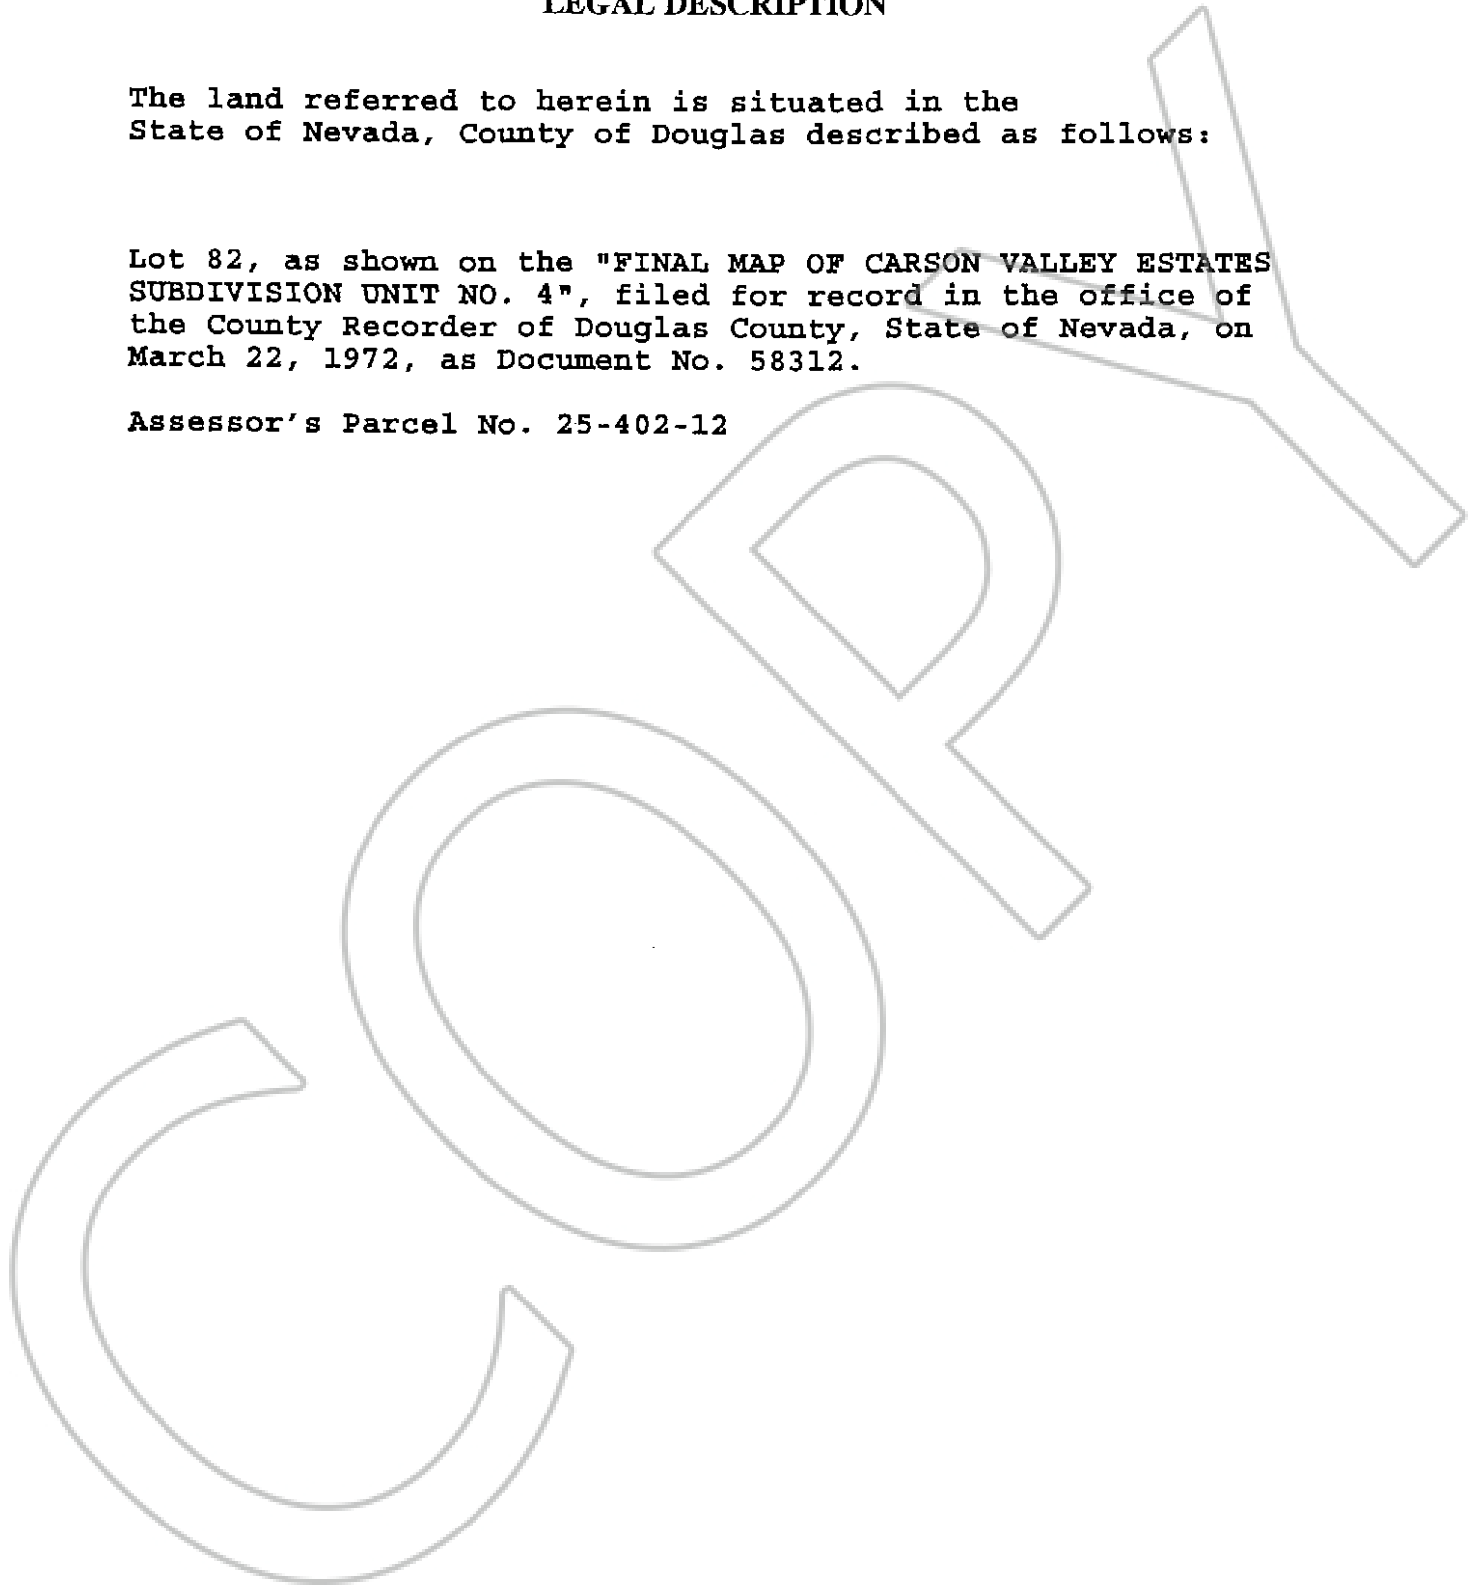 LEGAL DESCRIPTION
The land referred to herein is situated in the
State of Nevada, County of Douglas described as follows:
Lot 82, as shown on the "FINAL MAP OF CARSON VALLEY ESTATES
SUBDIVISION UNIT NO. 4", filed for record in the office of
the County Recorder of Douglas County, State of Nevada, on
March 22, 1972, as Document No. 58312.
Assessor's Parcel No. 25-402-12
COPY